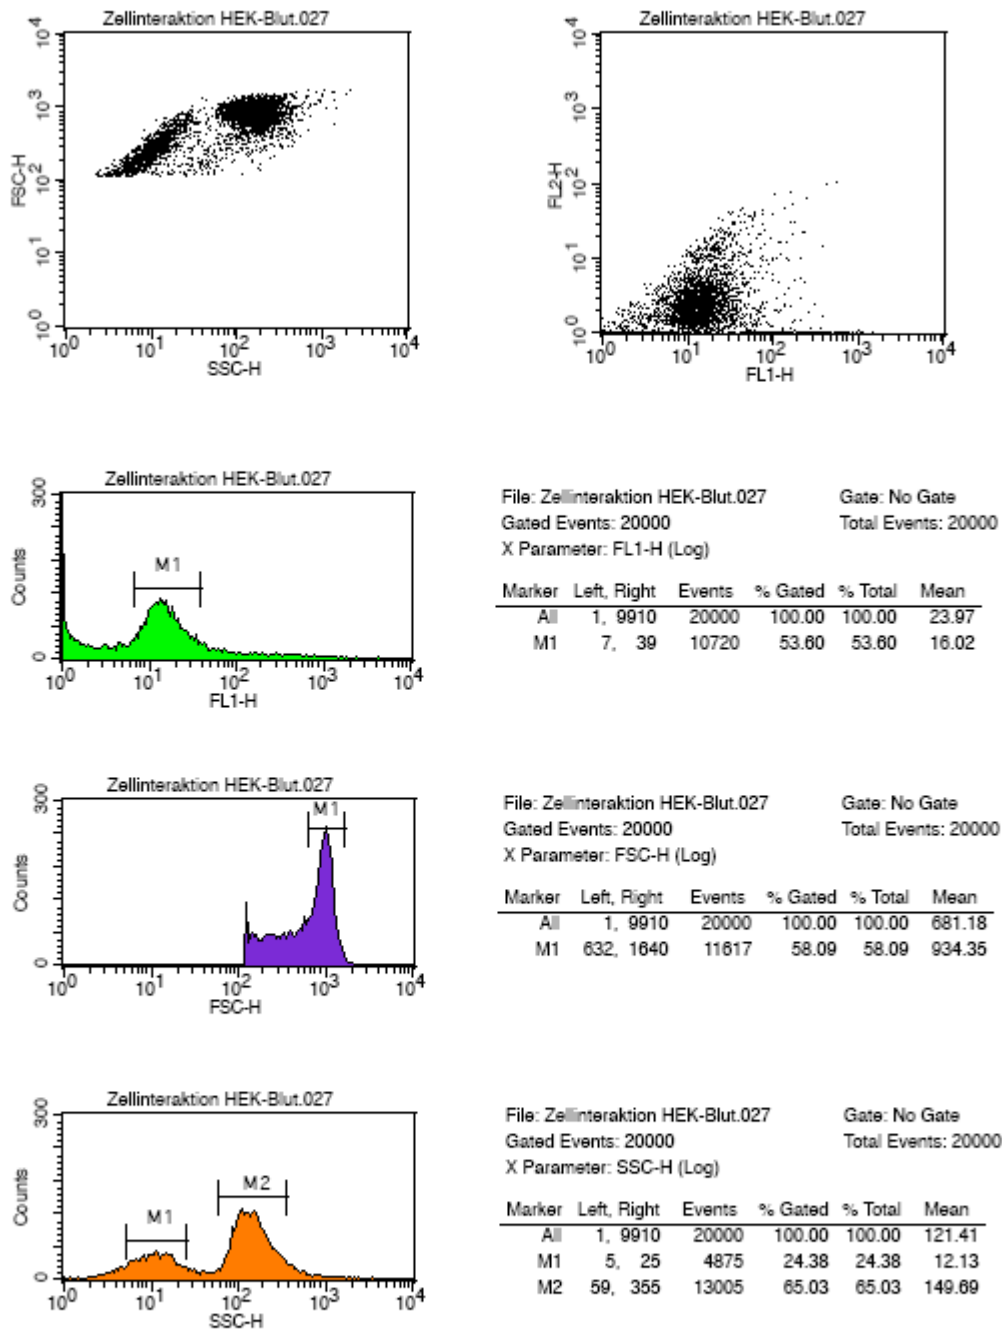 Zellinteraktion HEK-Blut.027
10^4
10^3
10^2
10^1
10^0
FSC-H
10^0 10^1 10^2 10^3 10^4
SSC-H
Zellinteraktion HEK-Blut.027
10^4
10^3
10^2
10^1
10^0
FL2-H
10^0 10^1 10^2 10^3 10^4
FL1-H
Zellinteraktion HEK-Blut.027
300
Counts
0
M1
10^0 10^1 10^2 10^3 10^4
FL1-H
File: Zellinteraktion HEK-Blut.027 Gate: No Gate
Gated Events: 20000 Total Events: 20000
X Parameter: FL1-H (Log)
Marker Left, Right Events % Gated % Total Mean
All 1, 9910 20000 100.00 100.00 23.97
M1 7, 39 10720 53.60 53.60 16.02
Zellinteraktion HEK-Blut.027
300
Counts
0
M1
10^0 10^1 10^2 10^3 10^4
FSC-H
File: Zellinteraktion HEK-Blut.027 Gate: No Gate
Gated Events: 20000 Total Events: 20000
X Parameter: FSC-H (Log)
Marker Left, Right Events % Gated % Total Mean
All 1, 9910 20000 100.00 100.00 681.18
M1 632, 1640 11617 58.09 58.09 934.35
Zellinteraktion HEK-Blut.027
300
Counts
0
M1 M2
10^0 10^1 10^2 10^3 10^4
SSC-H
File: Zellinteraktion HEK-Blut.027 Gate: No Gate
Gated Events: 20000 Total Events: 20000
X Parameter: SSC-H (Log)
Marker Left, Right Events % Gated % Total Mean
All 1, 9910 20000 100.00 100.00 121.41
M1 5, 25 4875 24.38 24.38 12.13
M2 59, 355 13005 65.03 65.03 149.69